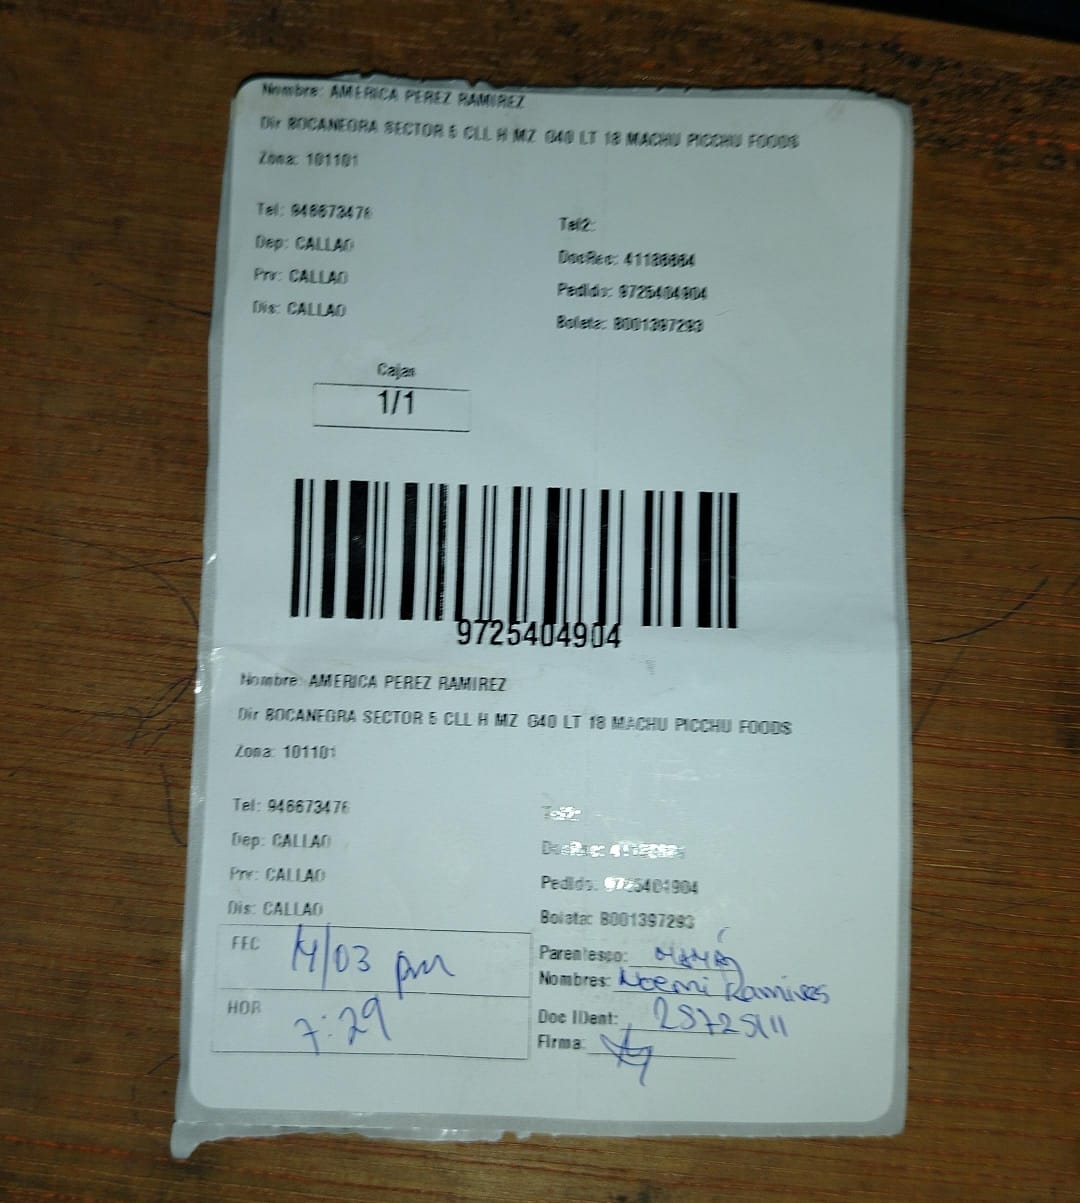 Nombre: AMERICA PEREZ RAMIREZ
Dir BOCANEGRA SECTOR 5 CLL H MZ G40 LT 18 MACHU PICCHU FOODS
Zona: 101101
Tel: 946673476 Tel2:
Dep: CALLAO DocRec:
Prv: CALLAO Pedido: 9725404904
Dis: CALLAO Boleta: B001397293
Cajas
1/1
9725404904
Nombre: AMERICA PEREZ RAMIREZ
Dir BOCANEGRA SECTOR 5 CLL H MZ G40 LT 18 MACHU PICCHU FOODS
Zona: 101101
Tel: 946673476 Tel2:
Dep: CALLAO DocRec:
Prv: CALLAO Pedido: 9725404904
Dis: CALLAO Boleta: B001397293
FEC 14/03 pm Parentesco: MAMÁ
Nombres: Noemi Ramires
HOR 7:29 Doc IDent:
Firma: